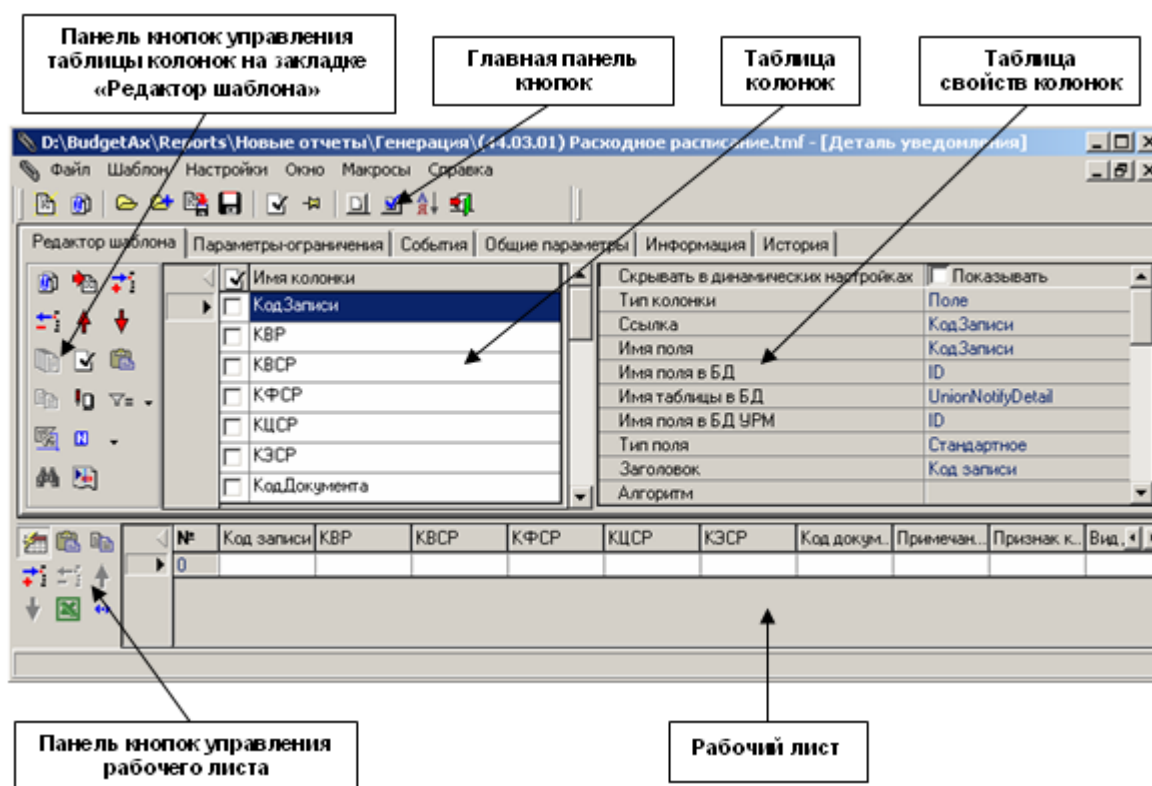 Панель кнопок управления
таблицы колонок на закладке
«Редактор шаблона»
Главная панель
кнопок
Таблица
колонок
Таблица
свойств колонок
D:\BudgetAx\Reports\Новые отчеты\Генерация\(44.03.01) Расходное расписание.tmf - [Деталь уведомления]
Файл Шаблон Настройки Окно Макросы Справка
Редактор шаблона Параметры-ограничения События Общие параметры Информация История
Имя колонки
КодЗаписи
КВР
КВСР
КФСР
КЦСР
КЭСР
КодДокумента
Скрывать в динамических настройках Показывать
Тип колонки Поле
Ссылка КодЗаписи
Имя поля КодЗаписи
Имя поля в БД ID
Имя таблицы в БД UnionNotifyDetail
Имя поля в БД УРМ ID
Тип поля Стандартное
Заголовок Код записи
Алгоритм
№ Код записи КВР КВСР КФСР КЦСР КЭСР Код докум... Примечан... Признак к... Вид
0
Панель кнопок управления
рабочего листа
Рабочий лист